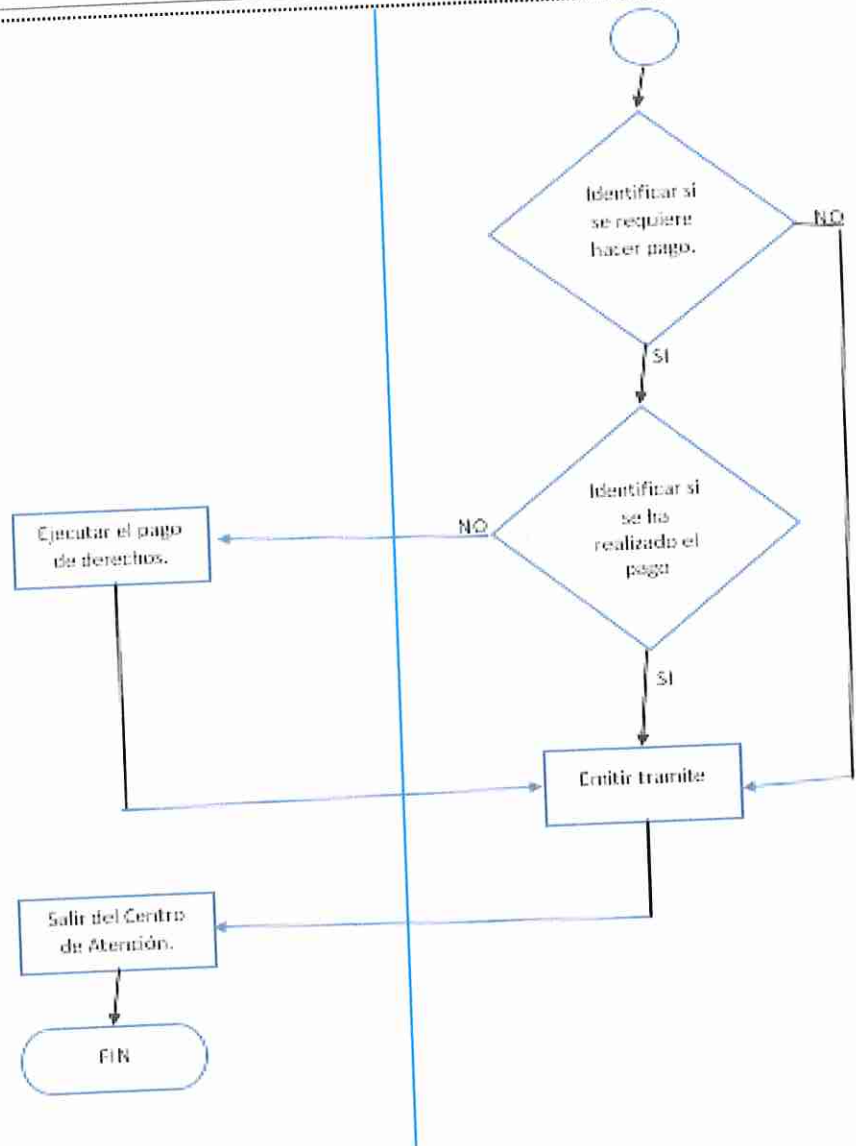 Identificar si
se requiere
hacer pago.
NO
SI
Identificar si
se ha
realizado el
pago
NO
SI
Ejecutar el pago
de derechos.
Emitir tramite
Salir del Centro
de Atención.
FIN